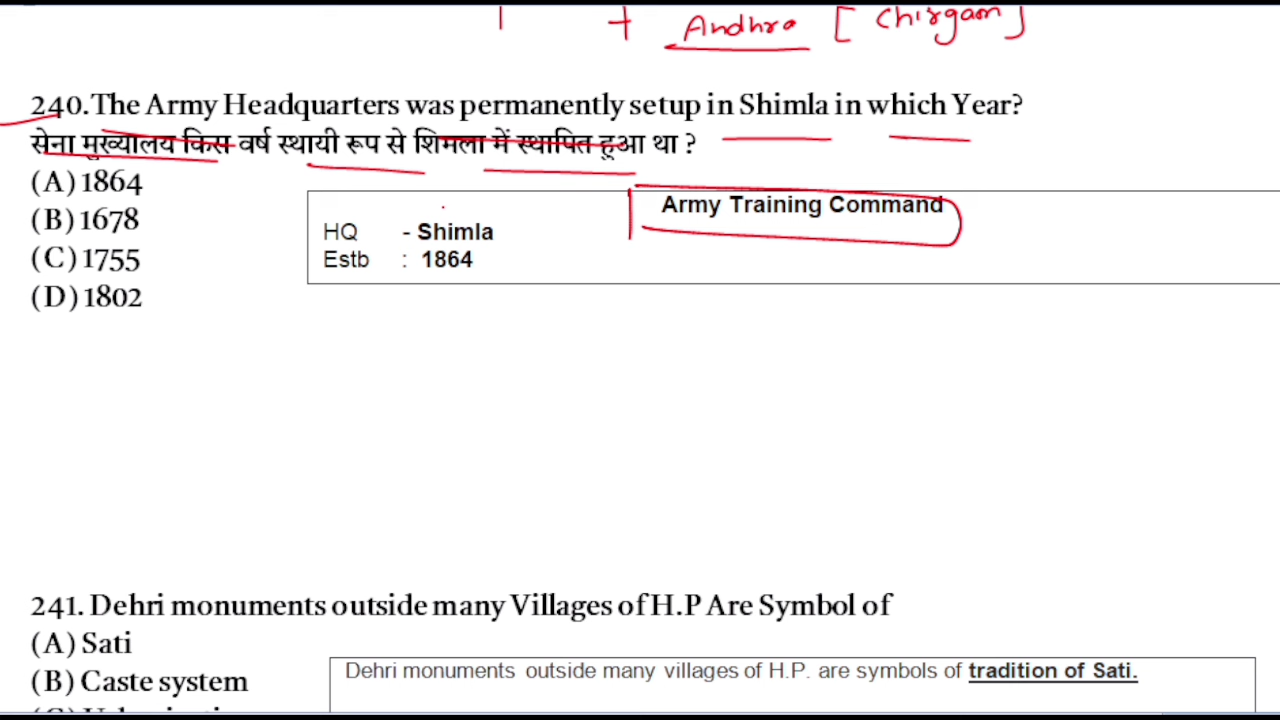 Andhra [Chirgaon]
240.The Army Headquarters was permanently setup in Shimla in which Year?
सेना मुख्यालय किस वर्ष स्थायी रूप से शिमला में स्थापित हुआ था ?
(A) 1864
(B) 1678
(C) 1755
(D) 1802
Army Training Command
HQ - Shimla
Estb : 1864
241. Dehri monuments outside many Villages of H.P Are Symbol of
(A) Sati
(B) Caste system
Dehri monuments outside many villages of H.P. are symbols of tradition of Sati.